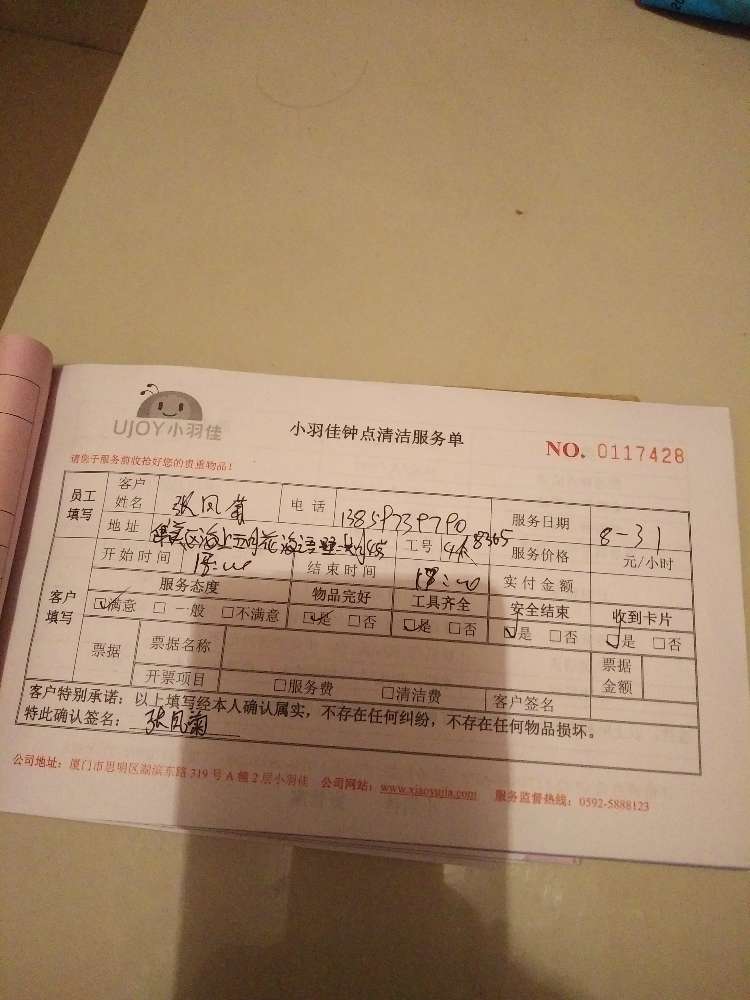 UJOY小羽佳
小羽佳钟点清洁服务单
NO. 0117428
请您于服务前收拾好您的贵重物品！
员工填写 客户姓名 张凤菊 电话 13859739790 服务日期 8-31
地址 工号 服务价格 元/小时
开始时间 结束时间 实付金额
客户填写 服务态度 物品完好 工具齐全 安全结束 收到卡片
☑满意 □一般 □不满意 ☑是 □否 ☑是 □否 ☑是 □否 ☑是 □否
票据 票据名称 票据金额
开票项目 □服务费 □清洁费 客户签名
客户特别承诺：以上填写经本人确认属实，不存在任何纠纷，不存在任何物品损坏。
特此确认签名：张凤菊
公司地址：厦门市思明区湖滨东路319号A幢2层小羽佳 公司网站：www.xiaoyujia.com 服务监督热线：0592-5888123